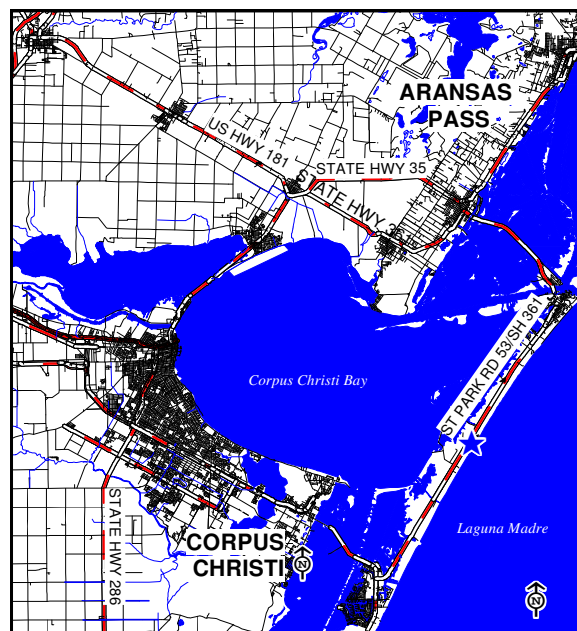 ARANSAS
PASS
US HWY 181
STATE HWY 35
STATE HWY 35
ST PARK RD 53/SH 361
Corpus Christi Bay
Laguna Madre
STATE HWY 286
CORPUS
CHRISTI
N
N